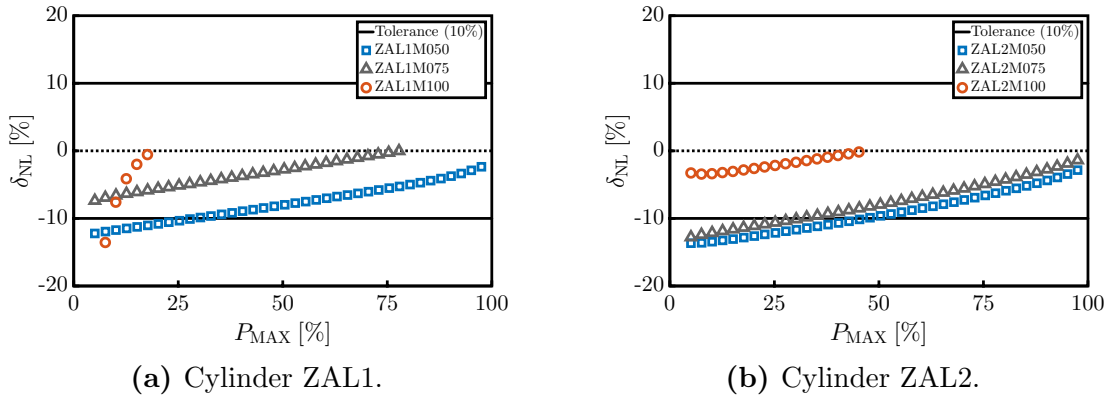 20
10
0
-10
-20
δNL [%]
0
25
50
75
100
PMAX [%]
Tolerance (10%)
ZAL1M050
ZAL1M075
ZAL1M100
(a) Cylinder ZAL1.
20
10
0
-10
-20
δNL [%]
0
25
50
75
100
PMAX [%]
Tolerance (10%)
ZAL2M050
ZAL2M075
ZAL2M100
(b) Cylinder ZAL2.